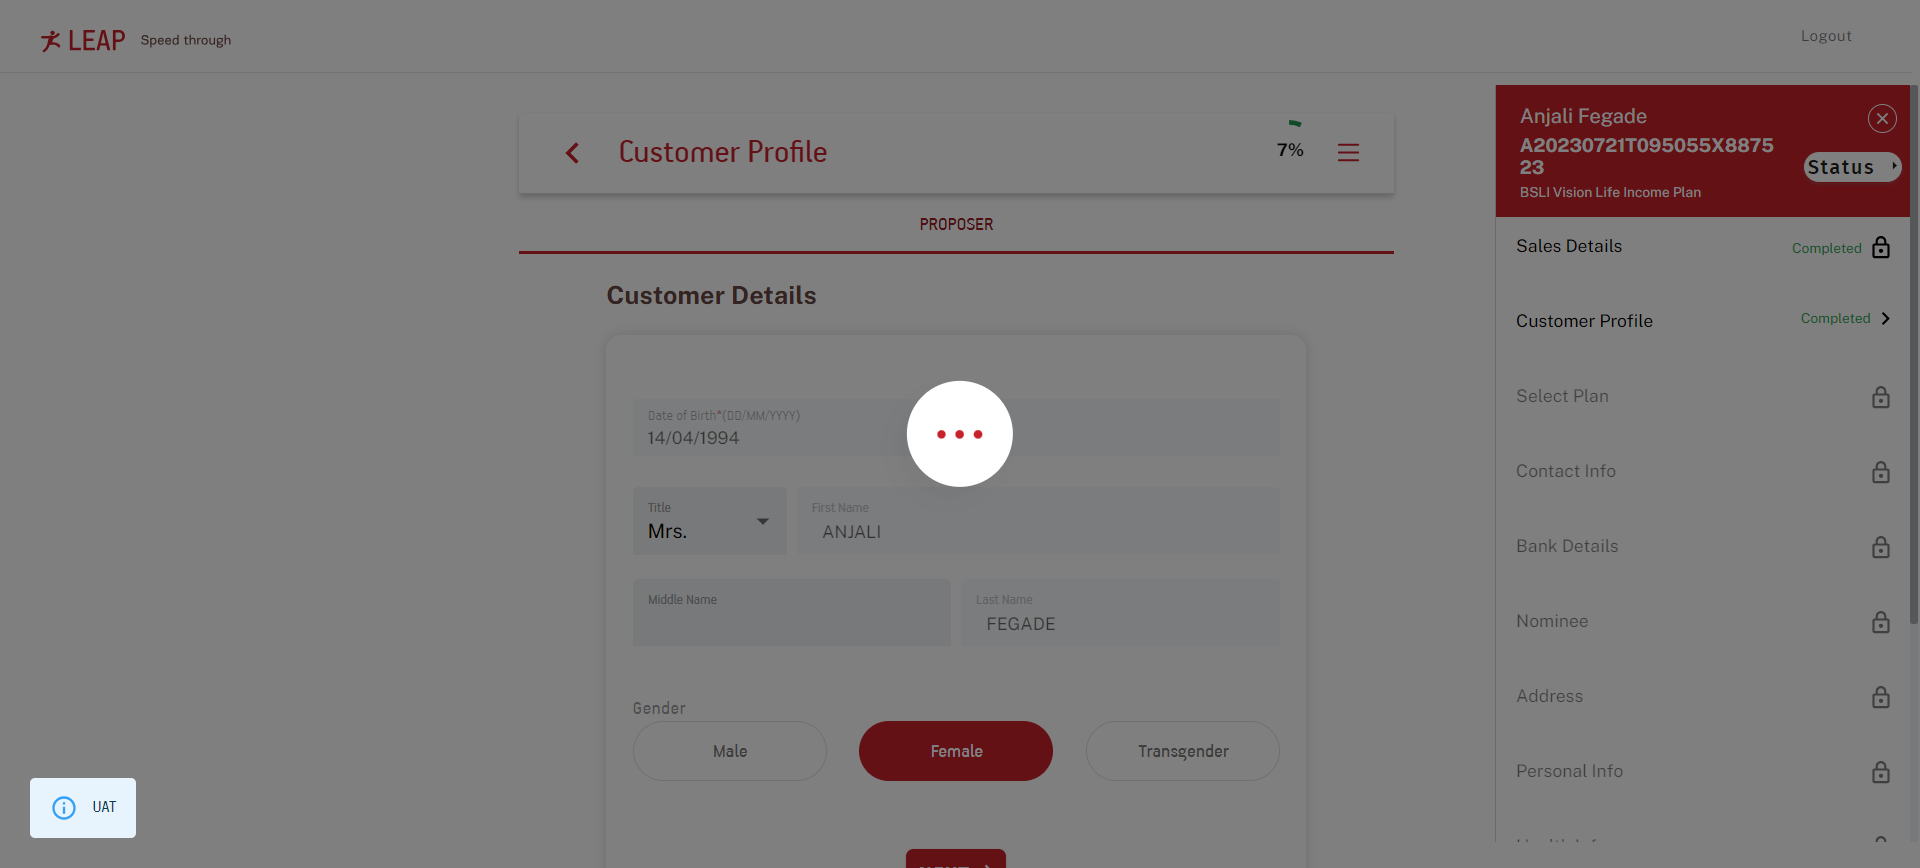 LEAP Speed through
Logout
Customer Profile
7%
PROPOSER
Customer Details
Date of Birth*(DD/MM/YYYY)
14/04/1994
Title
Mrs.
First Name
ANJALI
Middle Name
Last Name
FEGADE
Gender
Male
Female
Transgender
UAT
Anjali Fegade
A20230721T095055X8875
23
Status
BSLI Vision Life Income Plan
Sales Details Completed
Customer Profile Completed
Select Plan
Contact Info
Bank Details
Nominee
Address
Personal Info